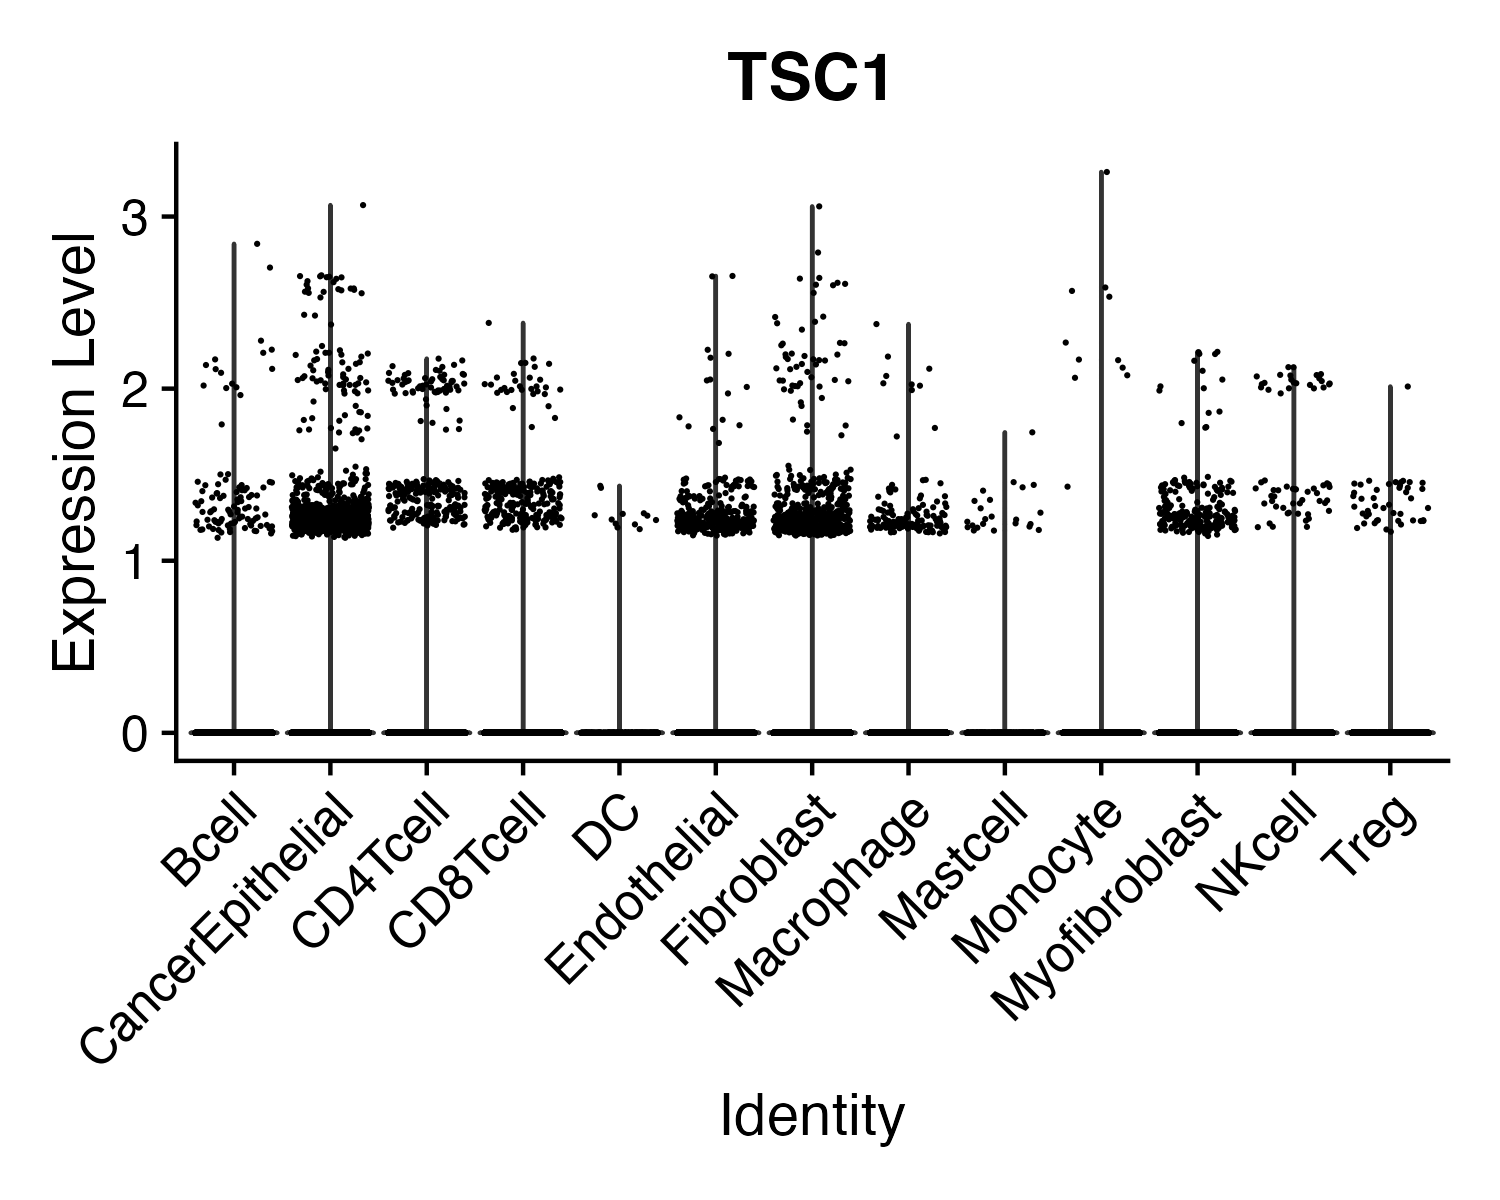 TSC1
Expression Level
3
2
1
0
Bcell
CancerEpithelial
CD4Tcell
CD8Tcell
DC
Endothelial
Fibroblast
Macrophage
Mastcell
Monocyte
Myofibroblast
NKcell
Treg
Identity